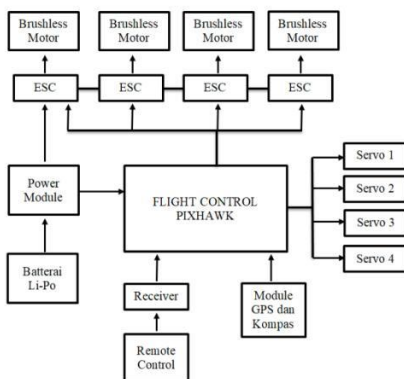 Brushless
Motor
Brushless
Motor
Brushless
Motor
Brushless
Motor
ESC
ESC
ESC
ESC
Power
Module
FLIGHT CONTROL
PIXHAWK
Servo 1
Servo 2
Servo 3
Servo 4
Batterai
Li-Po
Receiver
Module
GPS dan
Kompas
Remote
Control